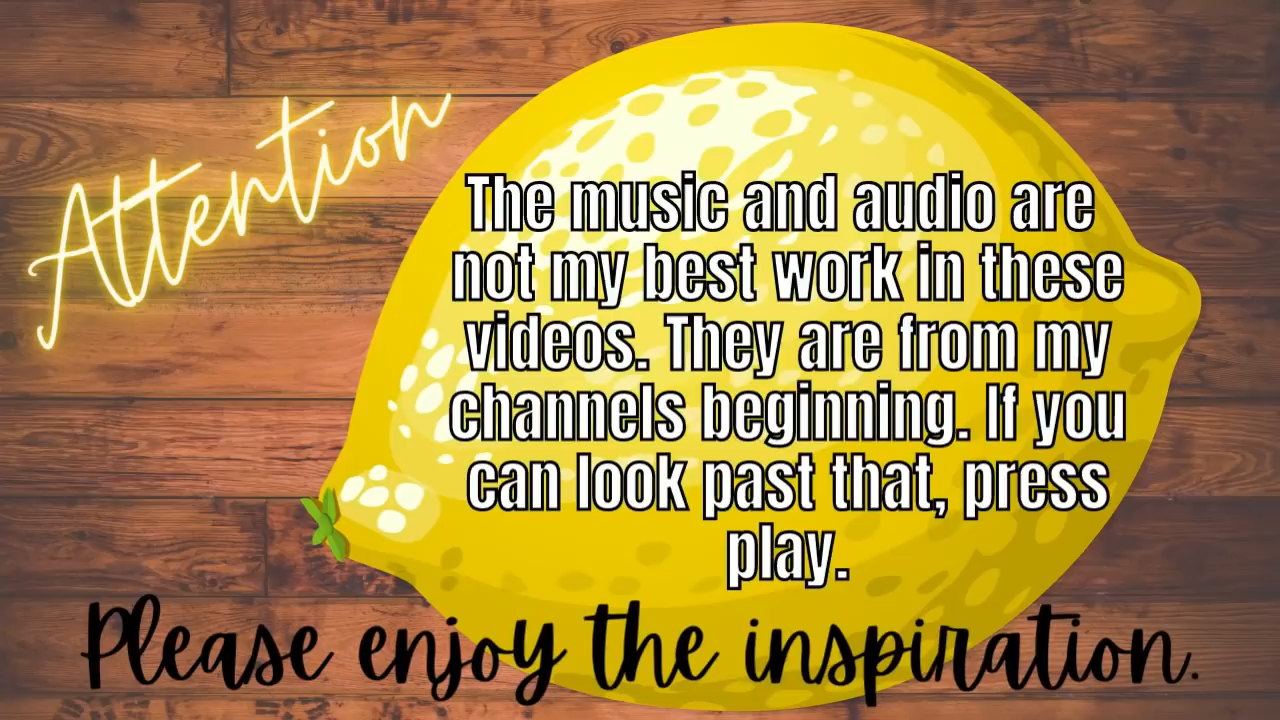 Attention
The music and audio are
not my best work in these
videos. They are from my
channels beginning. If you
can look past that, press
play.
Please enjoy the inspiration.